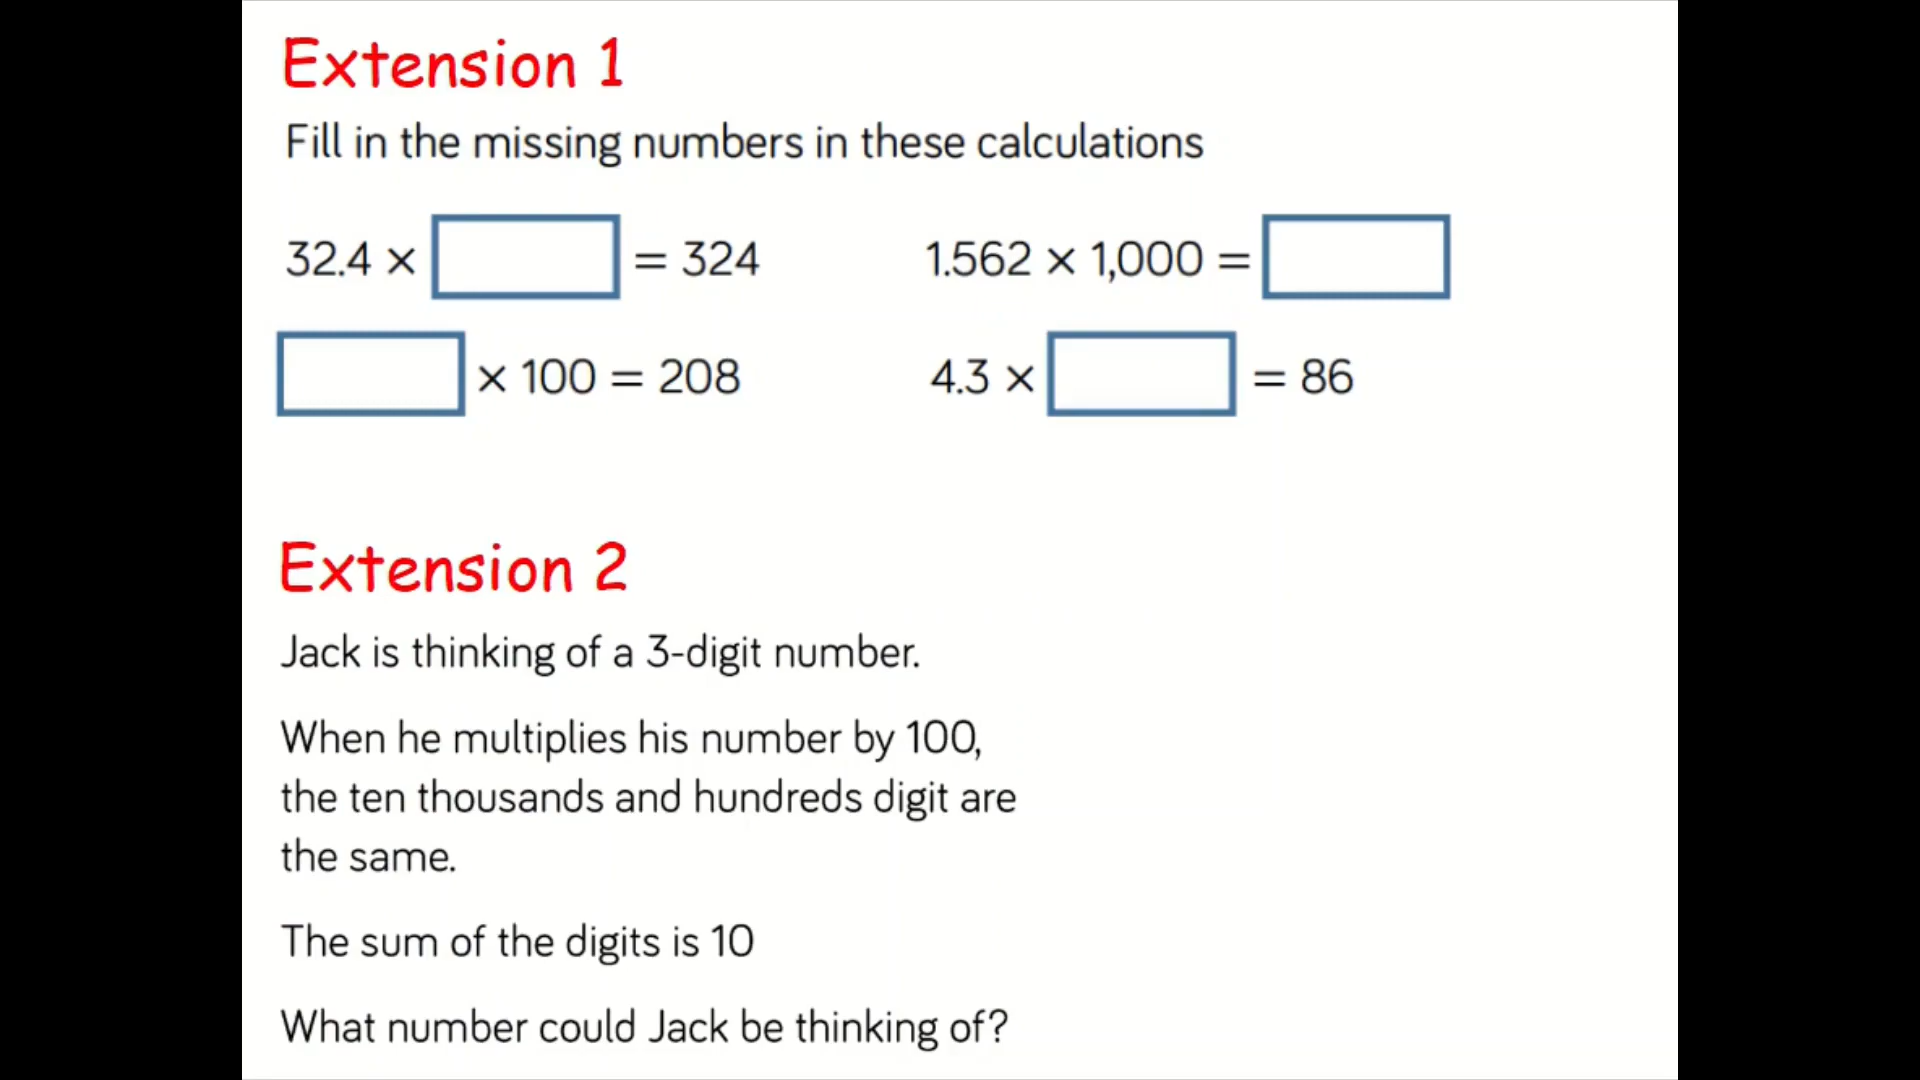 Extension 1
Fill in the missing numbers in these calculations
32.4 × = 324
1.562 × 1,000 =
× 100 = 208
4.3 × = 86
Extension 2
Jack is thinking of a 3-digit number.
When he multiplies his number by 100,
the ten thousands and hundreds digit are
the same.
The sum of the digits is 10
What number could Jack be thinking of?